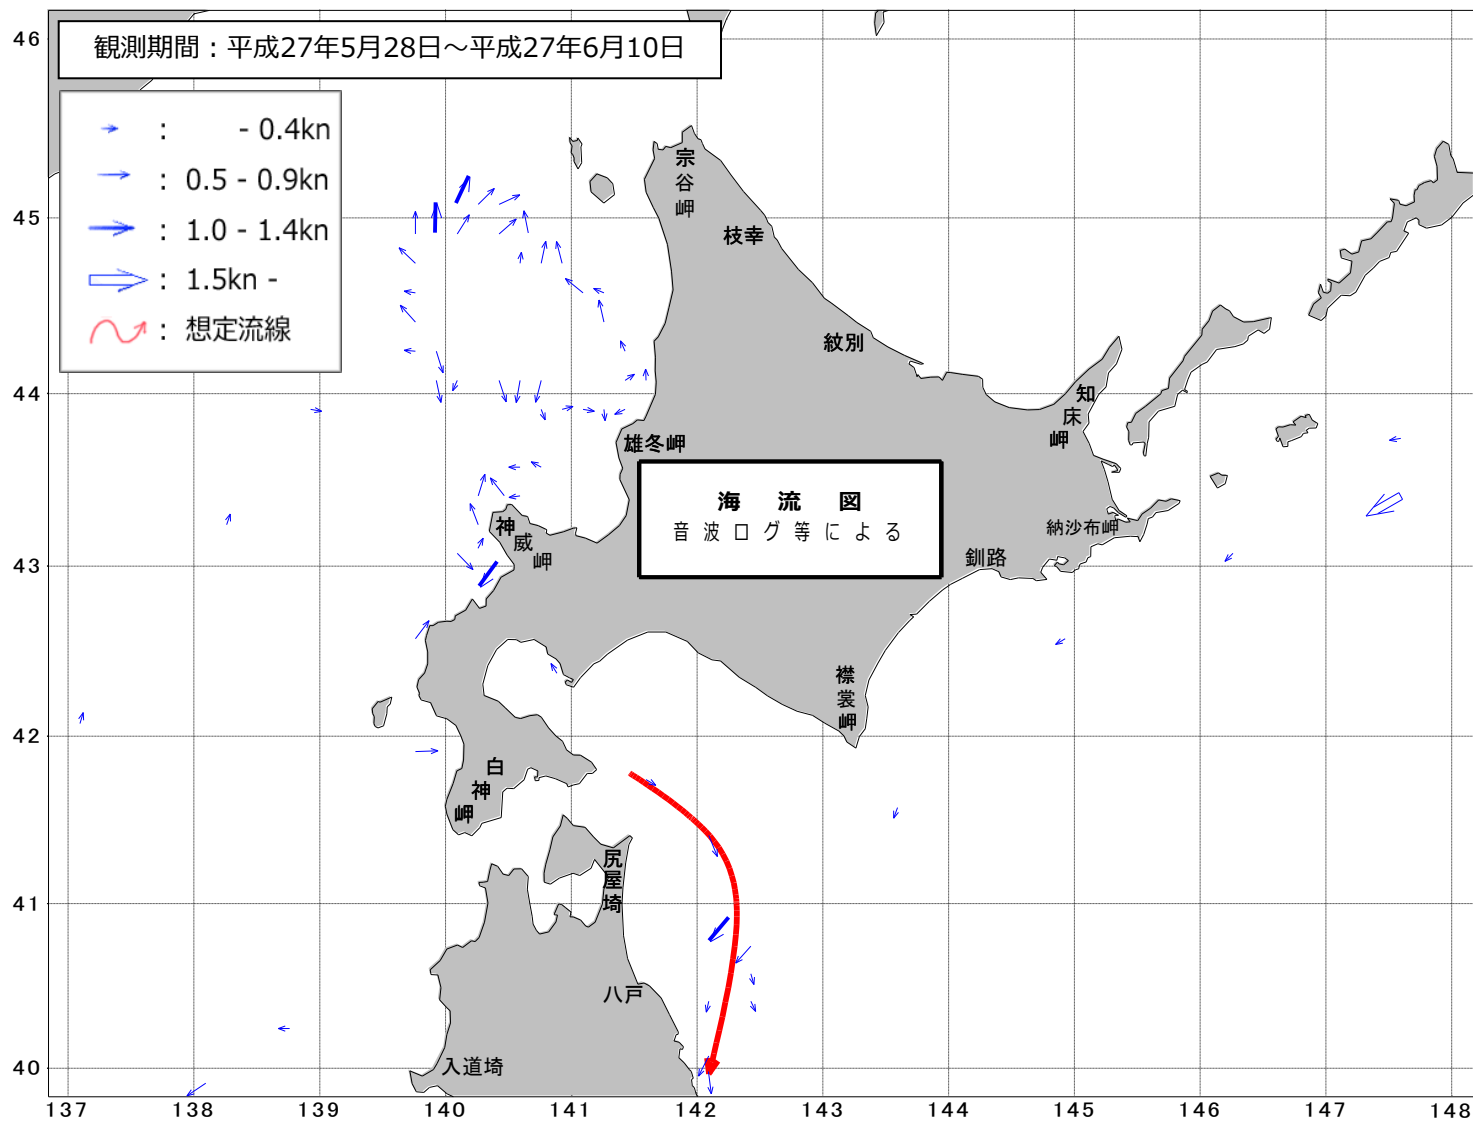 観測期間：平成27年5月28日～平成27年6月10日
： - 0.4kn
： 0.5 - 0.9kn
： 1.0 - 1.4kn
： 1.5kn -
： 想定流線
46
45
44
43
42
41
40
宗谷岬
枝幸
紋別
知床岬
雄冬岬
海流図
音波ログ等による
納沙布岬
釧路
神威岬
襟裳岬
白神岬
尻屋埼
八戸
入道埼
137 138 139 140 141 142 143 144 145 146 147 148